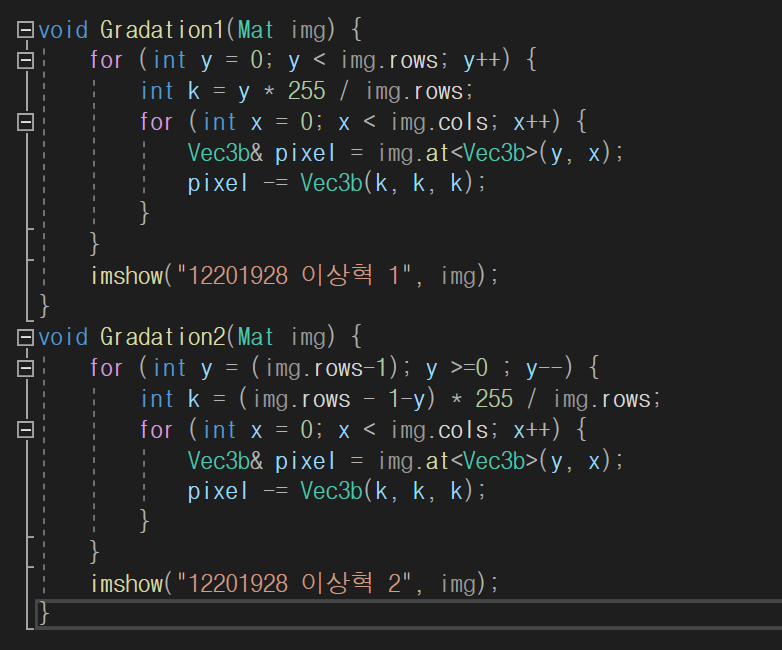 void Gradation1(Mat img) {
    for (int y = 0; y < img.rows; y++) {
        int k = y * 255 / img.rows;
        for (int x = 0; x < img.cols; x++) {
            Vec3b& pixel = img.at<Vec3b>(y, x);
            pixel -= Vec3b(k, k, k);
        }
    }
    imshow("12201928 이상혁 1", img);
}
void Gradation2(Mat img) {
    for (int y = (img.rows-1); y >=0 ; y--) {
        int k = (img.rows - 1-y) * 255 / img.rows;
        for (int x = 0; x < img.cols; x++) {
            Vec3b& pixel = img.at<Vec3b>(y, x);
            pixel -= Vec3b(k, k, k);
        }
    }
    imshow("12201928 이상혁 2", img);
}